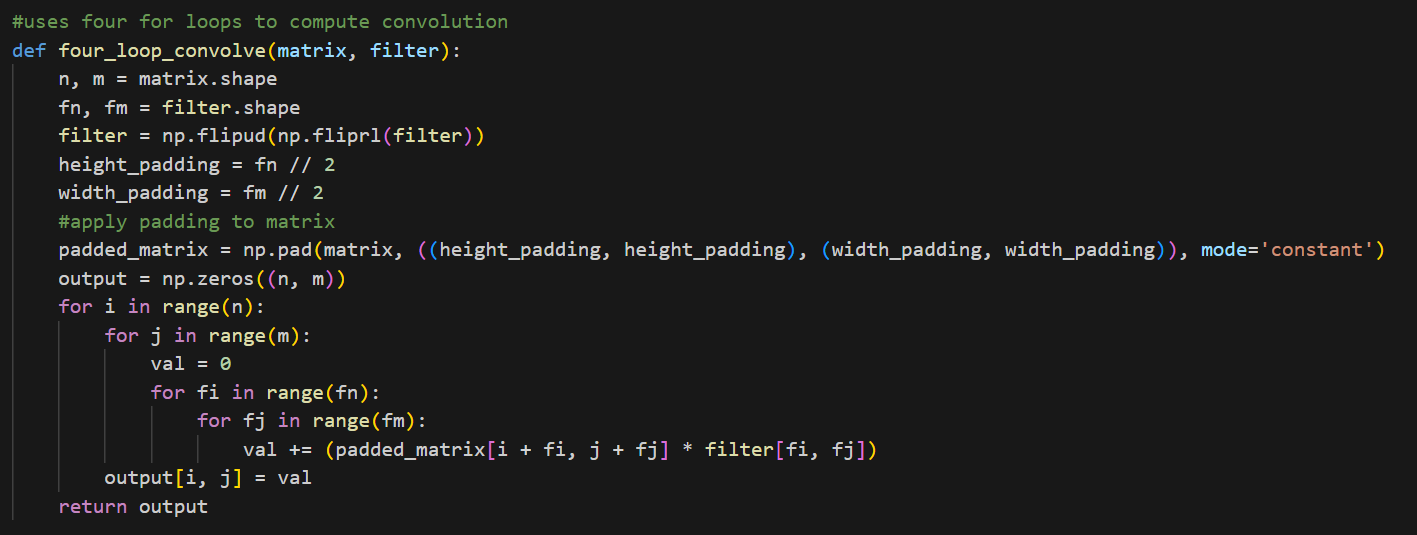 #uses four for loops to compute convolution
def four_loop_convolve(matrix, filter):
    n, m = matrix.shape
    fn, fm = filter.shape
    filter = np.flipud(np.fliprl(filter))
    height_padding = fn // 2
    width_padding = fm // 2
    #apply padding to matrix
    padded_matrix = np.pad(matrix, ((height_padding, height_padding), (width_padding, width_padding)), mode='constant')
    output = np.zeros((n, m))
    for i in range(n):
        for j in range(m):
            val = 0
            for fi in range(fn):
                for fj in range(fm):
                    val += (padded_matrix[i + fi, j + fj] * filter[fi, fj])
        output[i, j] = val
    return output